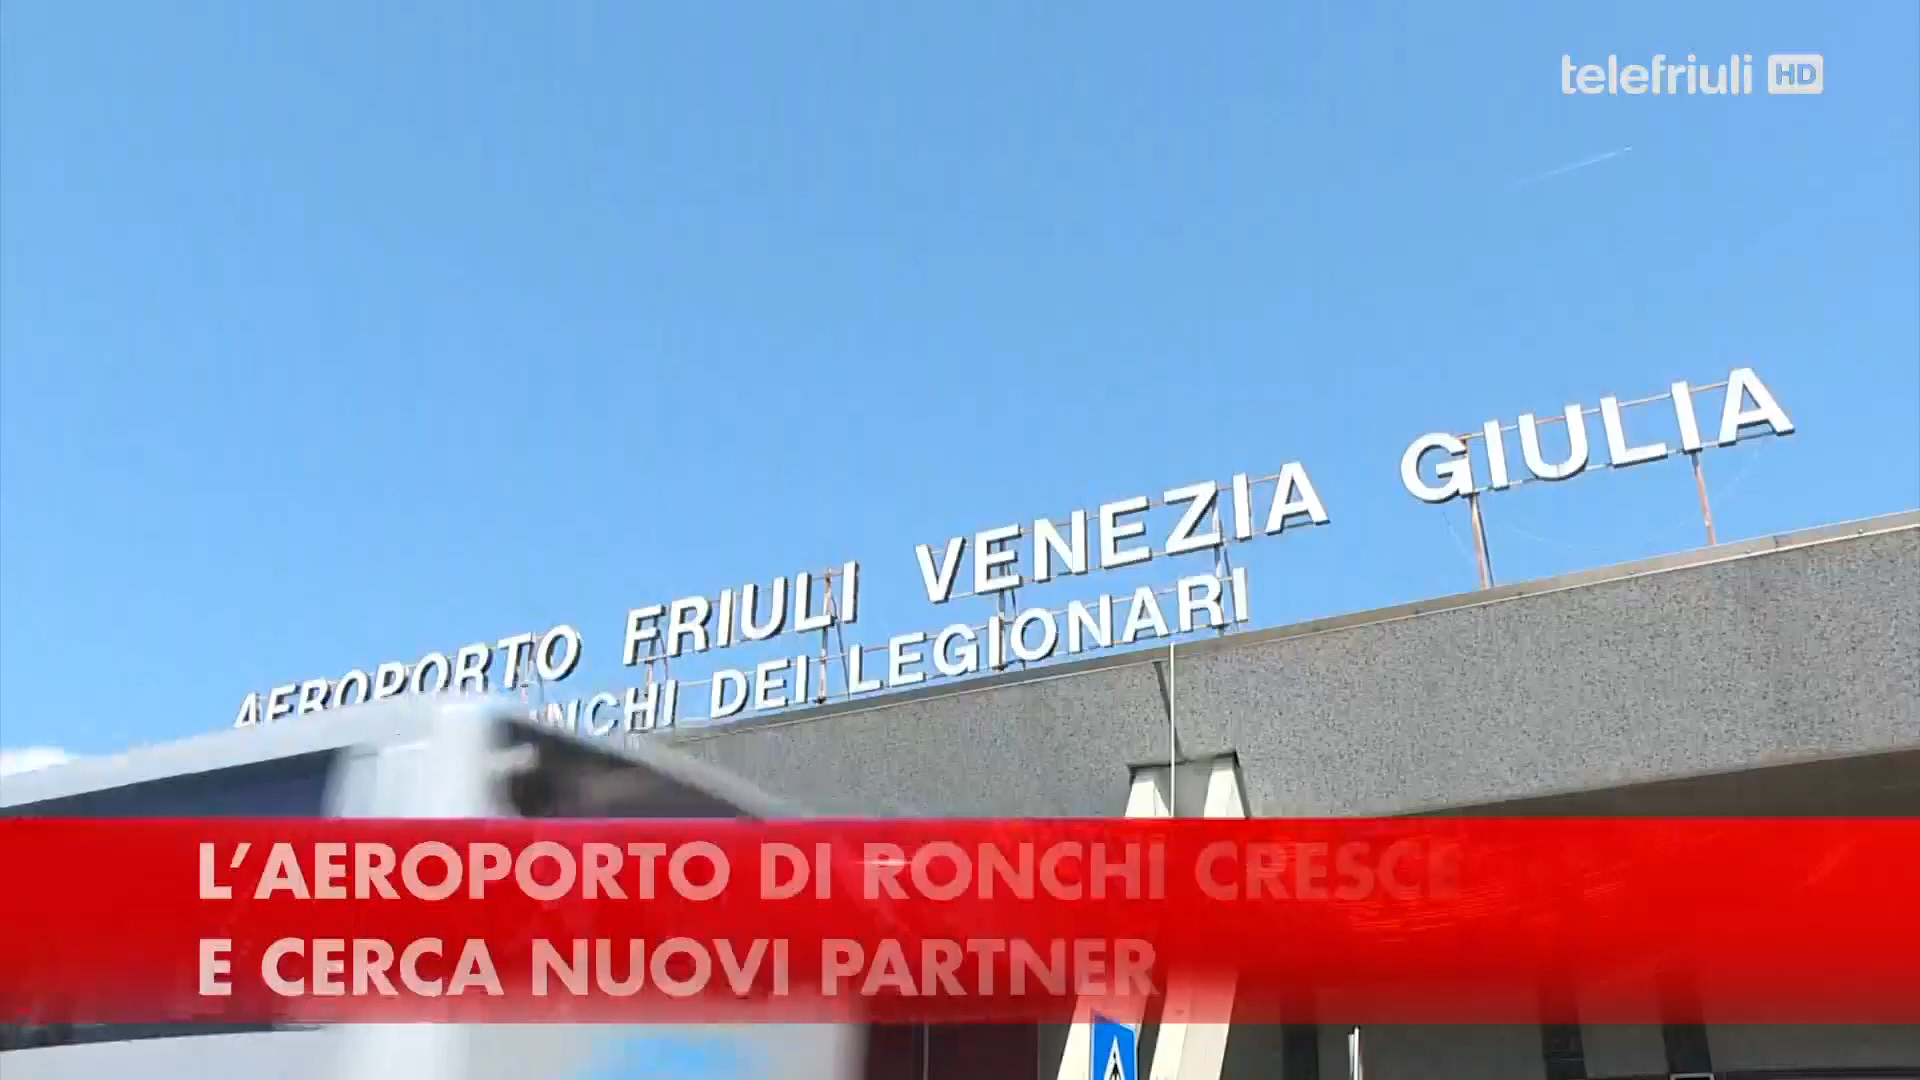 telefriuli HD
AEROPORTO FRIULI VENEZIA GIULIA
DEI LEGIONARI
L'AEROPORTO DI RONCHI CRESCE
E CERCA NUOVI PARTNER